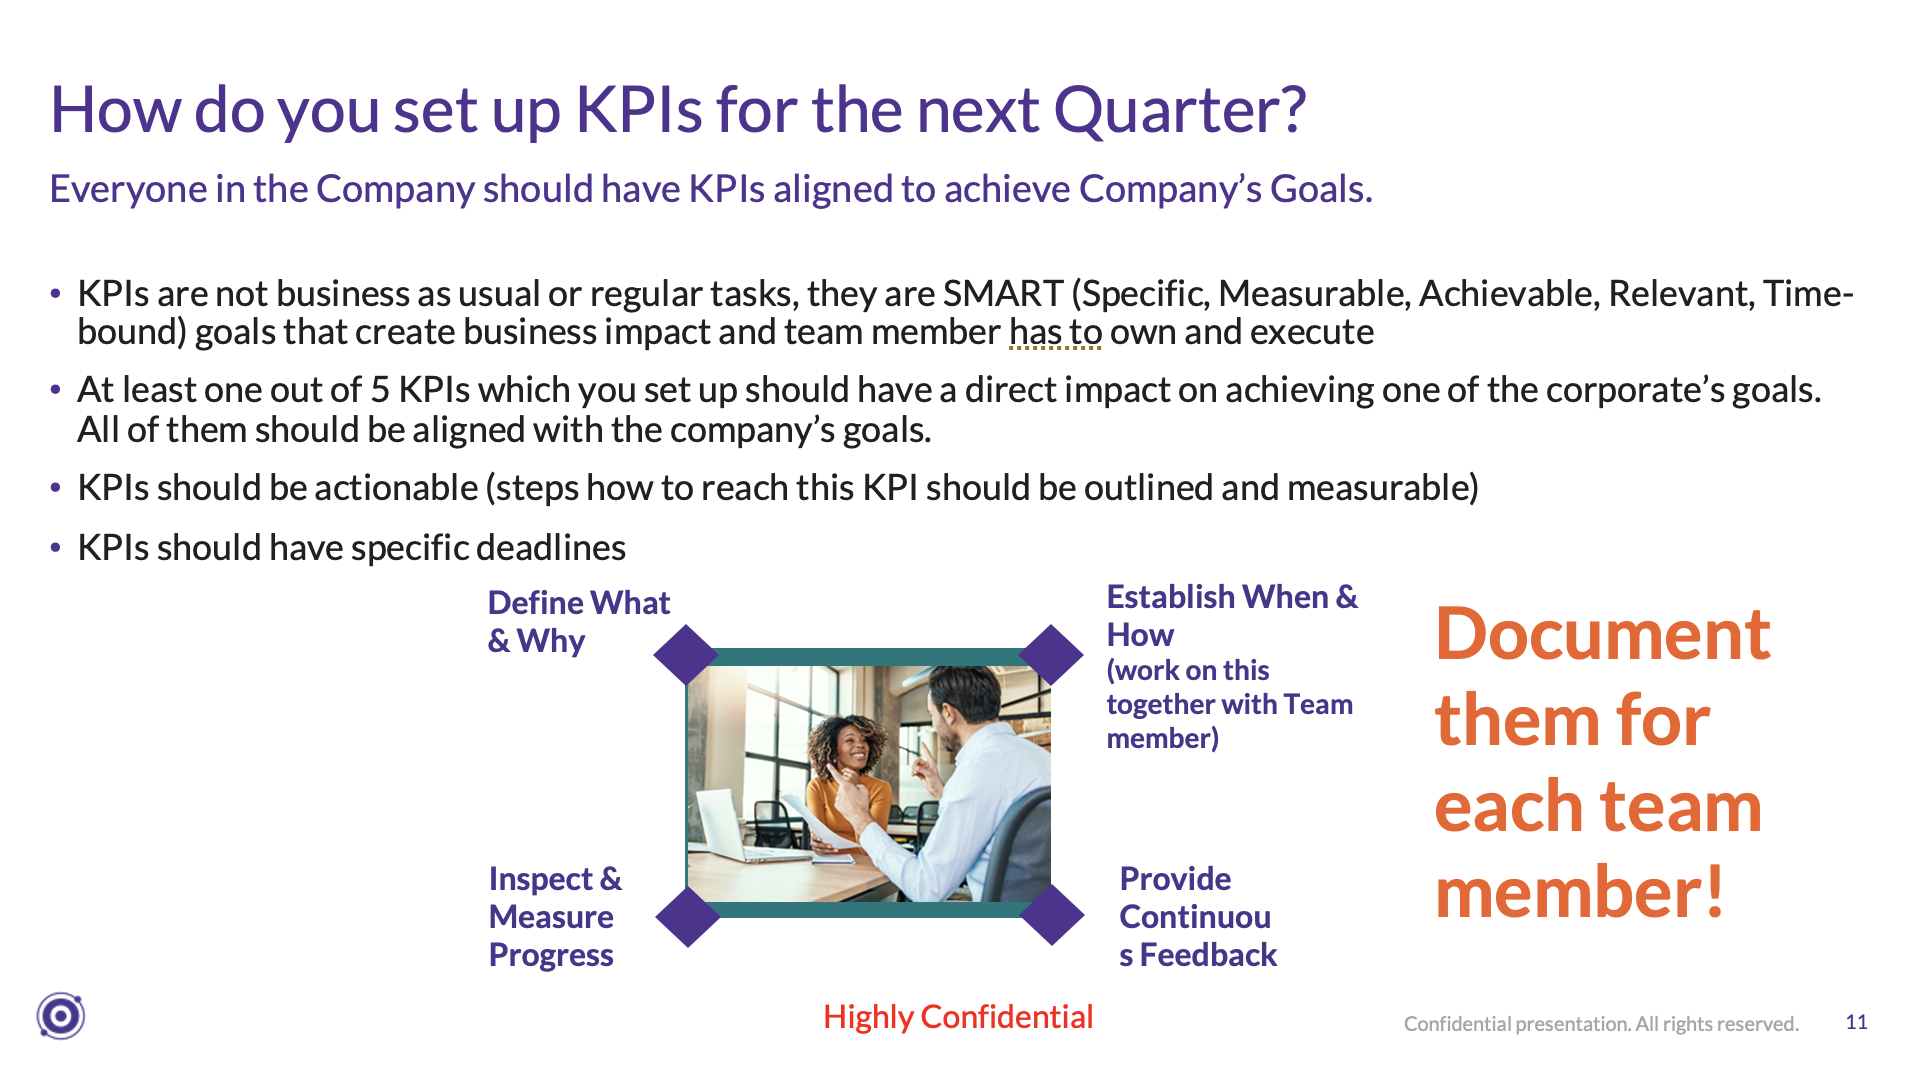 How do you set up KPIs for the next Quarter?
Everyone in the Company should have KPIs aligned to achieve Company’s Goals.
• KPIs are not business as usual or regular tasks, they are SMART (Specific, Measurable, Achievable, Relevant, Time-
bound) goals that create business impact and team member has to own and execute
• At least one out of 5 KPIs which you set up should have a direct impact on achieving one of the corporate’s goals.
All of them should be aligned with the company’s goals.
• KPIs should be actionable (steps how to reach this KPI should be outlined and measurable)
• KPIs should have specific deadlines
Define What
& Why
Establish When &
How
(work on this
together with Team
member)
Inspect &
Measure
Progress
Provide
Continuou
s Feedback
Document
them for
each team
member!
Highly Confidential
Confidential presentation. All rights reserved.
11